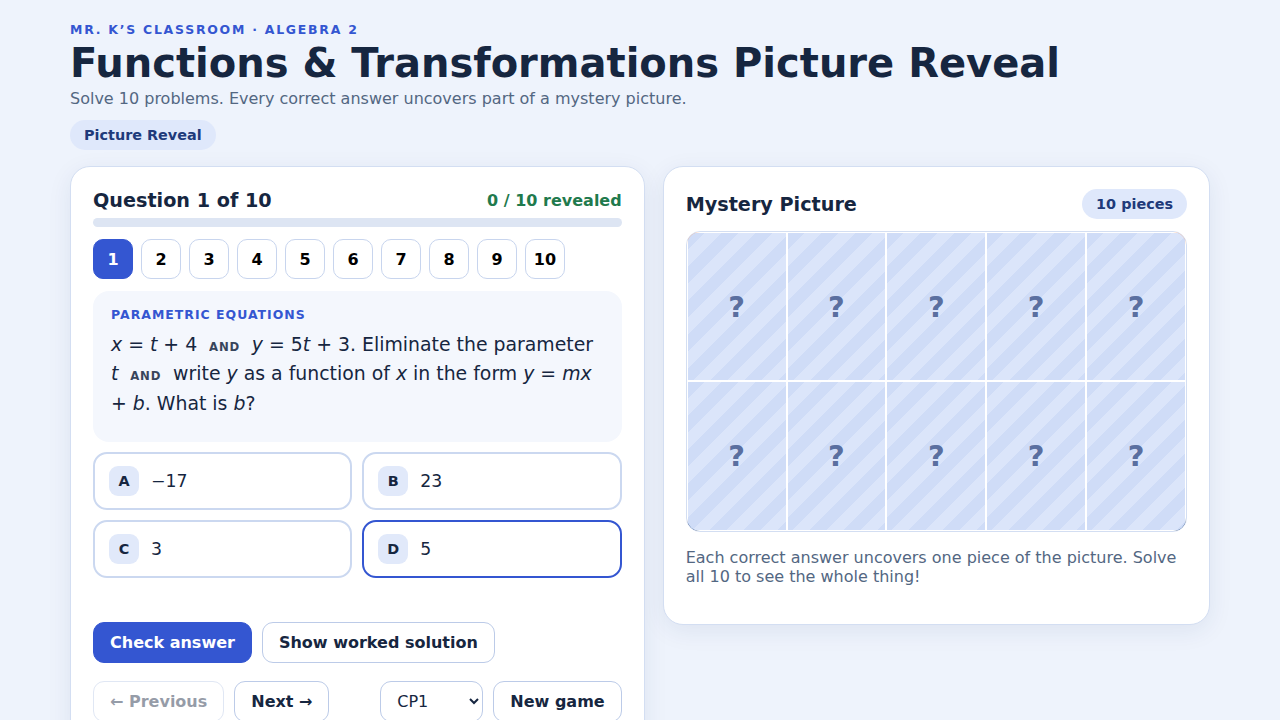 MR. K’S CLASSROOM · ALGEBRA 2
Functions & Transformations Picture Reveal
Solve 10 problems. Every correct answer uncovers part of a mystery picture.
Picture Reveal
Question 1 of 10
0 / 10 revealed
1 2 3 4 5 6 7 8 9 10
PARAMETRIC EQUATIONS
x = t + 4 AND y = 5t + 3. Eliminate the parameter
t AND write y as a function of x in the form y = mx
+ b. What is b?
A −17
B 23
C 3
D 5
Check answer
Show worked solution
← Previous
Next →
CP1
New game
Mystery Picture
10 pieces
? ? ? ? ?
? ? ? ? ?
Each correct answer uncovers one piece of the picture. Solve
all 10 to see the whole thing!